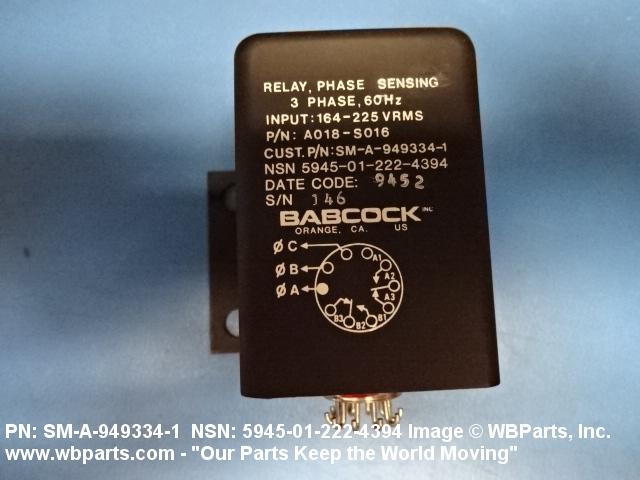 RELAY, PHASE SENSING
3 PHASE, 60Hz
INPUT: 164-225 VRMS
P/N: A018-S016
CUST. P/N: SM-A-949334-1
NSN 5945-01-222-4394
DATE CODE: 9452
S/N 146
BABCOCK INC
ORANGE, CA. US
Ø C
Ø B
Ø A
A1
A2
A3
B1
B2
B3
PN: SM-A-949334-1 NSN: 5945-01-222-4394 Image © WBParts, Inc.
www.wbparts.com - "Our Parts Keep the World Moving"